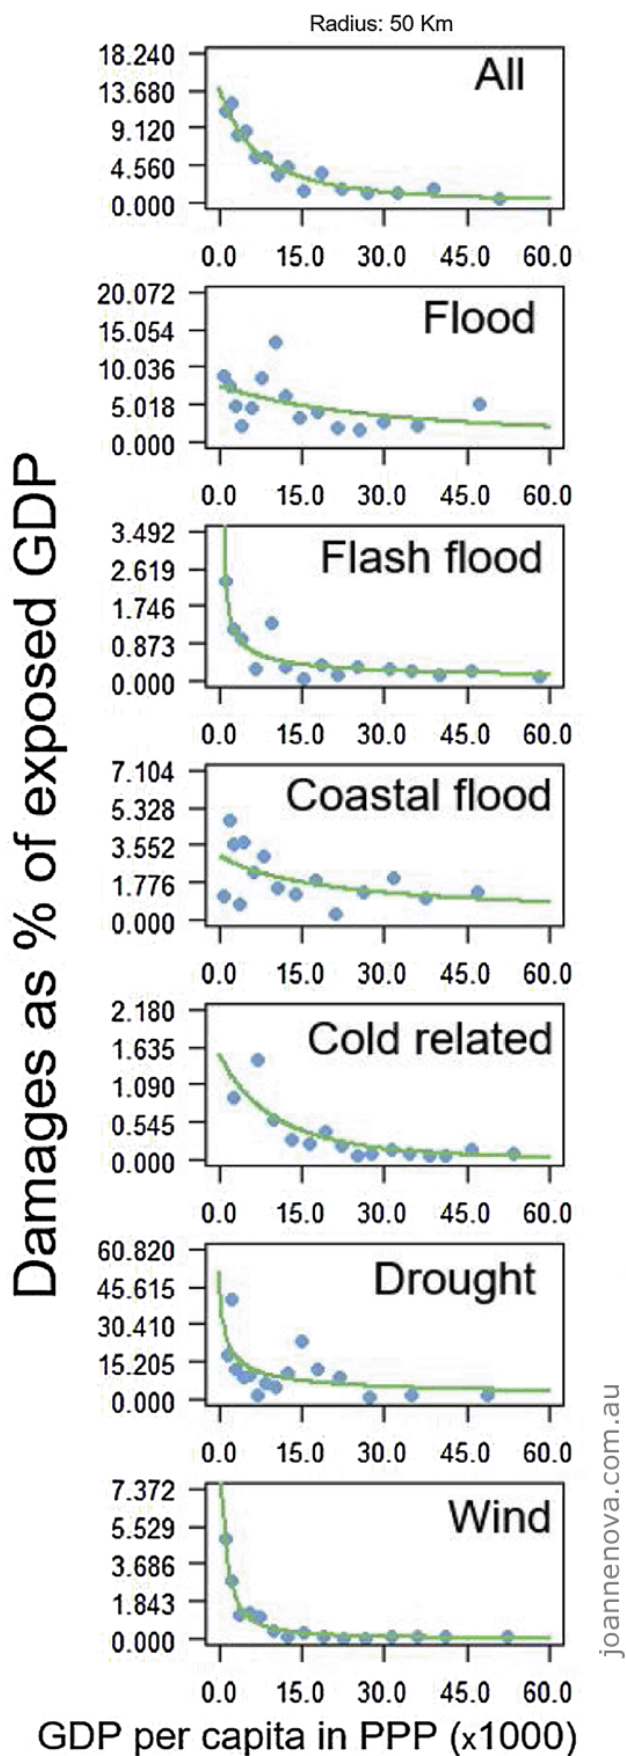 Radius: 50 Km
All
18.240
13.680
9.120
4.560
0.000
0.0 15.0 30.0 45.0 60.0
Flood
20.072
15.054
10.036
5.018
0.000
0.0 15.0 30.0 45.0 60.0
Flash flood
3.492
2.619
1.746
0.873
0.000
0.0 15.0 30.0 45.0 60.0
Coastal flood
7.104
5.328
3.552
1.776
0.000
0.0 15.0 30.0 45.0 60.0
Cold related
2.180
1.635
1.090
0.545
0.000
0.0 15.0 30.0 45.0 60.0
Drought
60.820
45.615
30.410
15.205
0.000
0.0 15.0 30.0 45.0 60.0
Wind
7.372
5.529
3.686
1.843
0.000
0.0 15.0 30.0 45.0 60.0
Damages as % of exposed GDP
GDP per capita in PPP (x1000)
joannenova.com.au